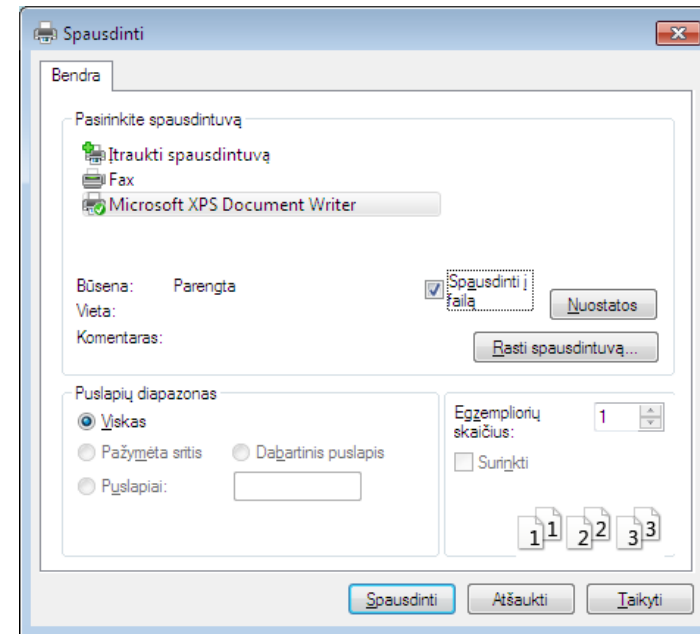 Spausdinti
Bendra
Pasirinkite spausdintuvą
Įtraukti spausdintuvą
Fax
Microsoft XPS Document Writer
Būsena: Parengta
Spausdinti į
failą
Vieta:
Nuostatos
Komentaras:
Rasti spausdintuvą...
Puslapių diapazonas
Viskas
Pažymėta sritis Dabartinis puslapis
Puslapiai:
Egzempliorių
skaičius:
1
Surinkti
1 1 2 2 3 3
Spausdinti Atšaukti Taikyti